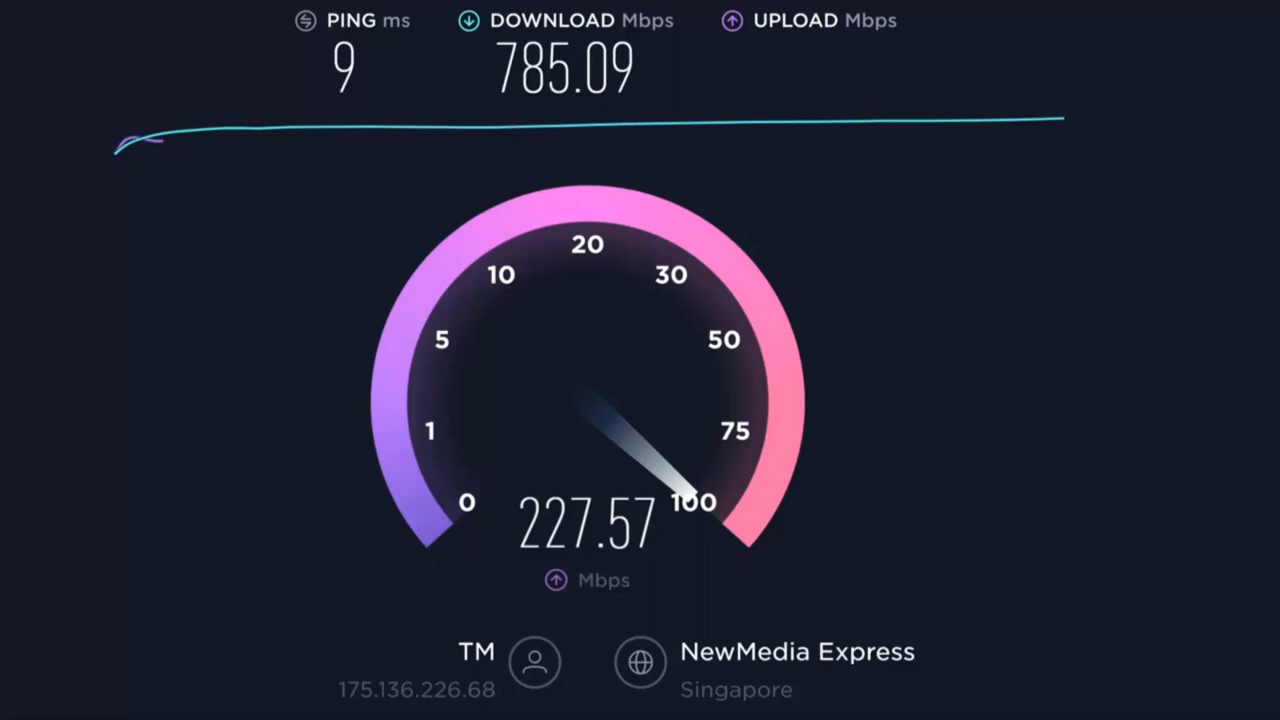 PING ms
DOWNLOAD Mbps
UPLOAD Mbps
9
785.09
20
10
30
5
50
1
75
0
100
227.57
Mbps
TM
NewMedia Express
175.136.226.68
Singapore